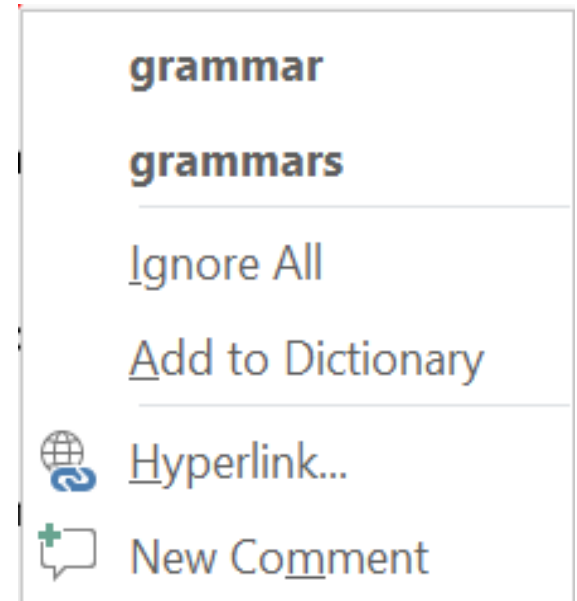 grammar
grammars
Ignore All
Add to Dictionary
Hyperlink...
New Comment